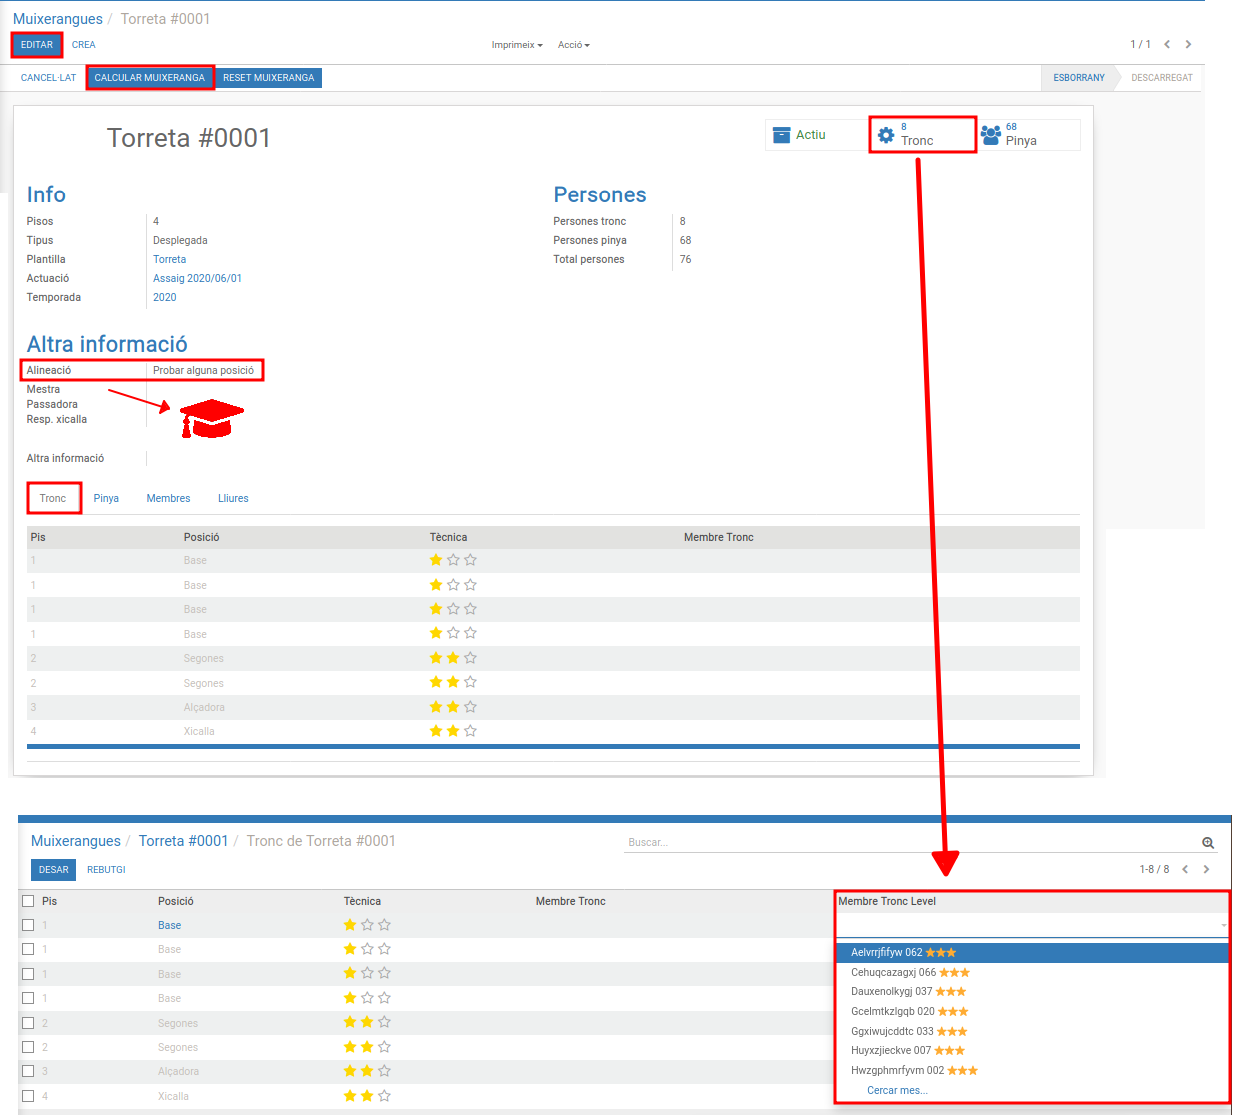 Muixerangues / Torreta #0001
EDITAR CREA Imprimeix Acció 1 / 1
CANCEL·LAT CALCULAR MUIXERANGA RESET MUIXERANGA ESBORRANY DESCARREGAT
Torreta #0001
Actiu
8
Tronc
68
Pinya
Info
Pisos 4
Tipus Desplegada
Plantilla Torreta
Actuació Assaig 2020/06/01
Temporada 2020
Persones
Persones tronc 8
Persones pinya 68
Total persones 76
Altra informació
Alineació Probar alguna posició
Mestra
Passadora
Resp. xicalla
Altra informació
Tronc Pinya Membres Lliures
Pis Posició Tècnica Membre Tronc
1 Base
1 Base
1 Base
1 Base
2 Segones
2 Segones
3 Alçadora
4 Xicalla
Muixerangues / Torreta #0001 / Tronc de Torreta #0001 Buscar...
DESAR REBUTGI 1-8 / 8
Pis Posició Tècnica Membre Tronc Membre Tronc Level
1 Base
1 Base
1 Base
1 Base
2 Segones
2 Segones
3 Alçadora
4 Xicalla
Aelvrrjfifyw 062
Cehuqcazagxj 066
Dauxenolkygj 037
Gcelmtkzlgqb 020
Ggxiwujcddtc 033
Huyxzjieckve 007
Hwzgphmrfyvm 002
Cercar mes...